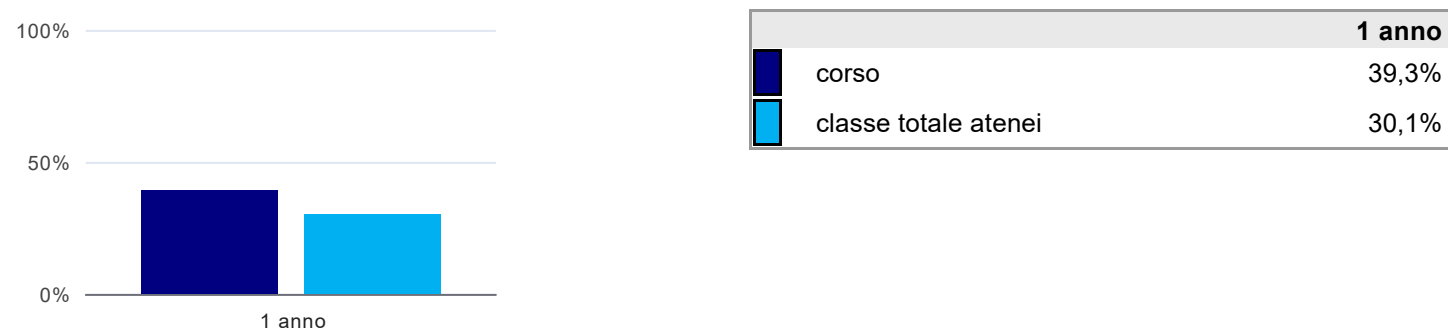 100%
50%
0%
1 anno
1 anno
corso 39,3%
classe totale atenei 30,1%